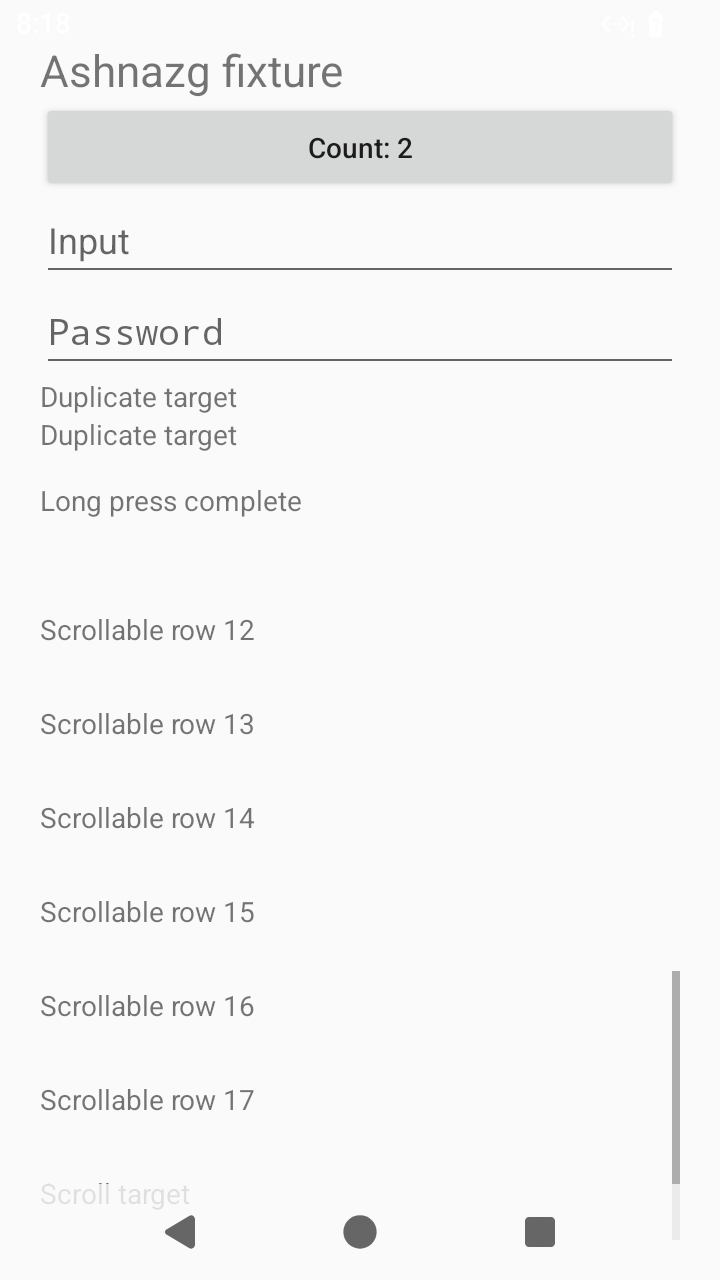 8:18
Ashnazg fixture
Count: 2
Input
Password
Duplicate target
Duplicate target
Long press complete
Scrollable row 12
Scrollable row 13
Scrollable row 14
Scrollable row 15
Scrollable row 16
Scrollable row 17
Scroll target